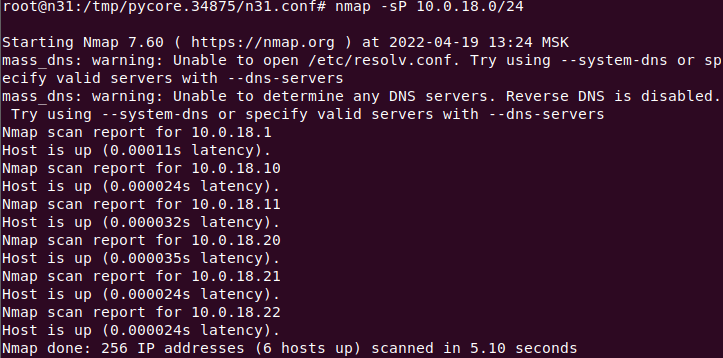 root@n31:/tmp/pycore.34875/n31.conf# nmap -sP 10.0.18.0/24
Starting Nmap 7.60 ( https://nmap.org ) at 2022-04-19 13:24 MSK
mass_dns: warning: Unable to open /etc/resolv.conf. Try using --system-dns or sp
ecify valid servers with --dns-servers
mass_dns: warning: Unable to determine any DNS servers. Reverse DNS is disabled.
 Try using --system-dns or specify valid servers with --dns-servers
Nmap scan report for 10.0.18.1
Host is up (0.00011s latency).
Nmap scan report for 10.0.18.10
Host is up (0.000024s latency).
Nmap scan report for 10.0.18.11
Host is up (0.000032s latency).
Nmap scan report for 10.0.18.20
Host is up (0.000035s latency).
Nmap scan report for 10.0.18.21
Host is up (0.000024s latency).
Nmap scan report for 10.0.18.22
Host is up (0.000024s latency).
Nmap done: 256 IP addresses (6 hosts up) scanned in 5.10 seconds